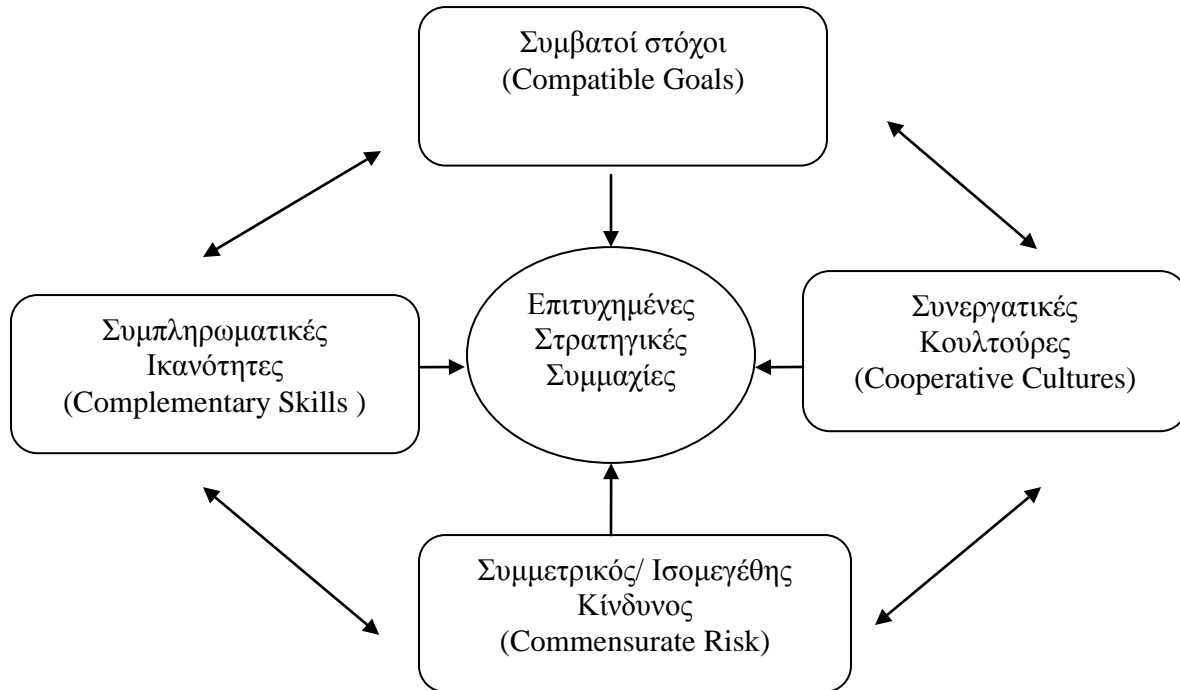 Συμβατοί στόχοι
(Compatible Goals)
Συμπληρωματικές
Ικανότητες
(Complementary Skills )
Επιτυχημένες
Στρατηγικές
Συμμαχίες
Συνεργατικές
Κουλτούρες
(Cooperative Cultures)
Συμμετρικός/ Ισομεγέθης
Κίνδυνος
(Commensurate Risk)